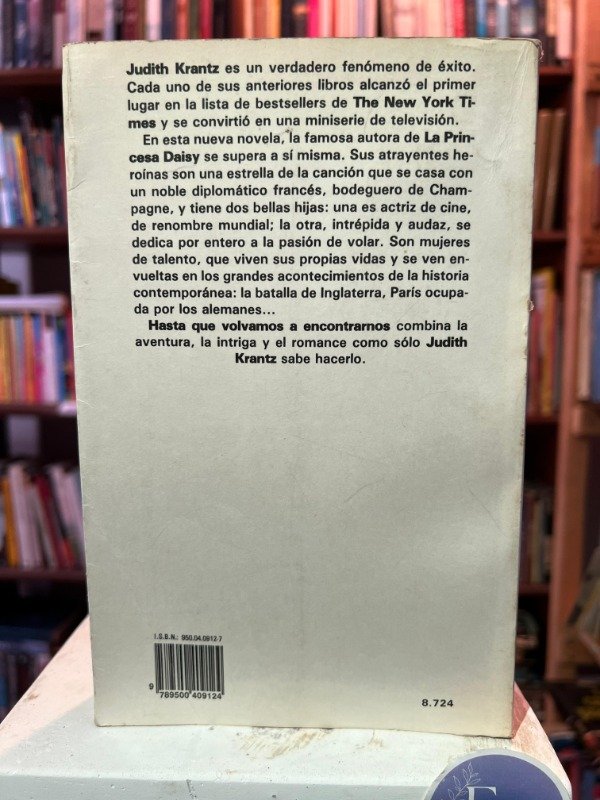 Judith Krantz es un verdadero fenómeno de éxito.
Cada uno de sus anteriores libros alcanzó el primer
lugar en la lista de bestsellers de The New York Ti-
mes y se convirtió en una miniserie de televisión.
En esta nueva novela, la famosa autora de La Prin-
cesa Daisy se supera a sí misma. Sus atrayentes he-
roínas son una estrella de la canción que se casa con
un noble diplomático francés, bodeguero de Cham-
pagne, y tiene dos bellas hijas: una es actriz de cine,
de renombre mundial; la otra, intrépida y audaz, se
dedica por entero a la pasión de volar. Son mujeres
de talento, que viven sus propias vidas y se ven en-
vueltas en los grandes acontecimientos de la historia
contemporánea: la batalla de Inglaterra, París ocupa-
da por los alemanes...
Hasta que volvamos a encontrarnos combina la
aventura, la intriga y el romance como sólo Judith
Krantz sabe hacerlo.
I.S.B.N.: 950.04.0912-7
9 789500 409124
8.724